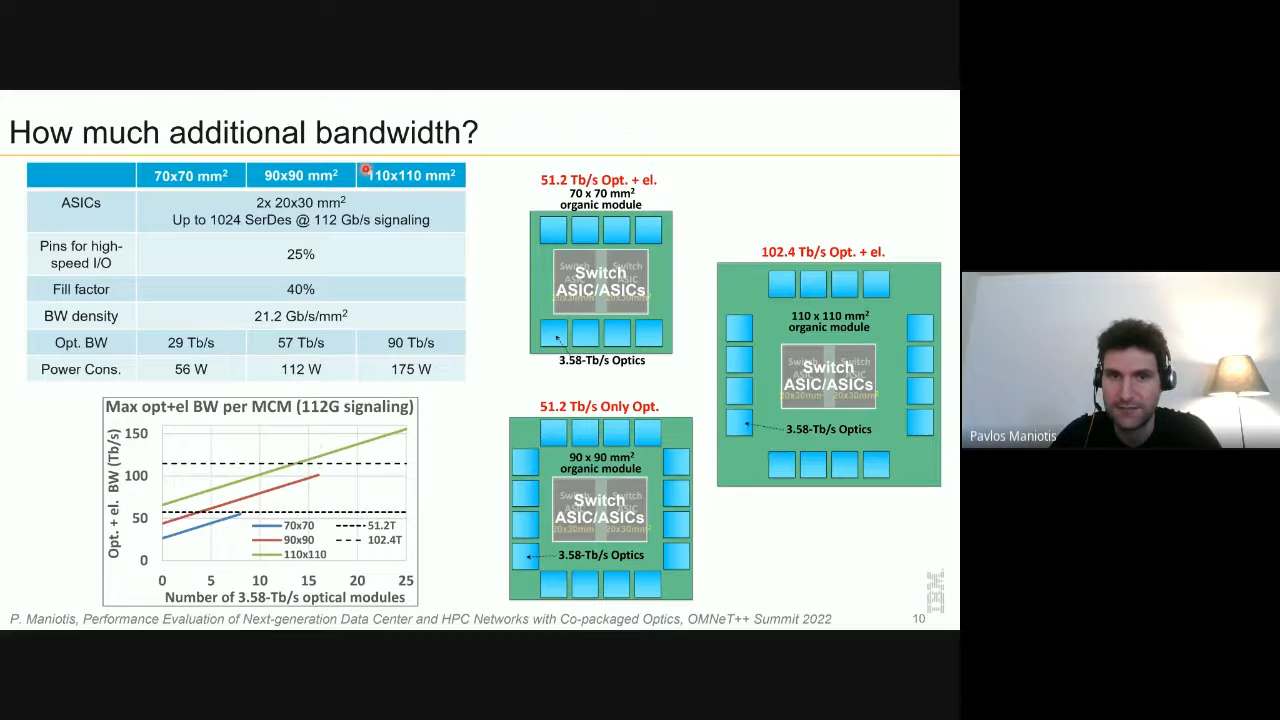 How much additional bandwidth?
70x70 mm²
90x90 mm²
110x110 mm²
ASICs
2x 20x30 mm²
Up to 1024 SerDes @ 112 Gb/s signaling
Pins for high-
speed I/O
25%
Fill factor
40%
BW density
21.2 Gb/s/mm²
Opt. BW
29 Tb/s
57 Tb/s
90 Tb/s
Power Cons.
56 W
112 W
175 W
Max opt+el BW per MCM (112G signaling)
Opt. + el. BW (Tb/s)
150
100
50
0
70x70
51.2T
90x90
102.4T
110x110
0 5 10 15 20 25
Number of 3.58-Tb/s optical modules
51.2 Tb/s Opt. + el.
70 x 70 mm²
organic module
Switch
ASIC/ASICs
3.58-Tb/s Optics
51.2 Tb/s Only Opt.
90 x 90 mm²
organic module
Switch
ASIC/ASICs
3.58-Tb/s Optics
102.4 Tb/s Opt. + el.
110 x 110 mm²
organic module
Switch
ASIC/ASICs
3.58-Tb/s Optics
P. Maniotis, Performance Evaluation of Next-generation Data Center and HPC Networks with Co-packaged Optics, OMNeT++ Summit 2022
10
IBM
Pavlos Maniotis